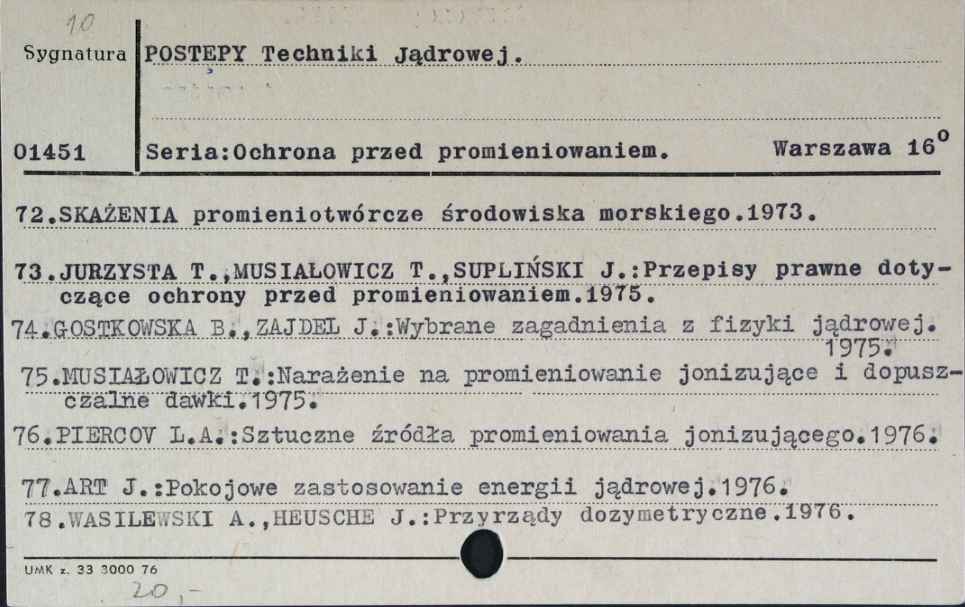 10
Sygnatura POSTĘPY Techniki Jądrowej.
01451 Seria:Ochrona przed promieniowaniem. Warszawa 16°
72.SKAŻENIA promieniotwórcze środowiska morskiego.1973.
73.JURZYSTA T.,MUSIAŁOWICZ T.,SUPLIŃSKI J.:Przepisy prawne doty-
czące ochrony przed promieniowaniem.1975.
74.GOSTKOWSKA B.,ZAJDEL J.:Wybrane zagadnienia z fizyki jądrowej.
1975.
75.MUSIAŁOWICZ T.:Narażenie na promieniowanie jonizujące i dopusz-
czalne dawki.1975.
76.PIERCOV L.A.:Sztuczne źródła promieniowania jonizującego.1976.
77.ART J.:Pokojowe zastosowanie energii jądrowej.1976.
78.WASILEWSKI A.,HEUSCHE J.:Przyrządy dozymetryczne.1976.
UMK z. 33 3000 76
20,-